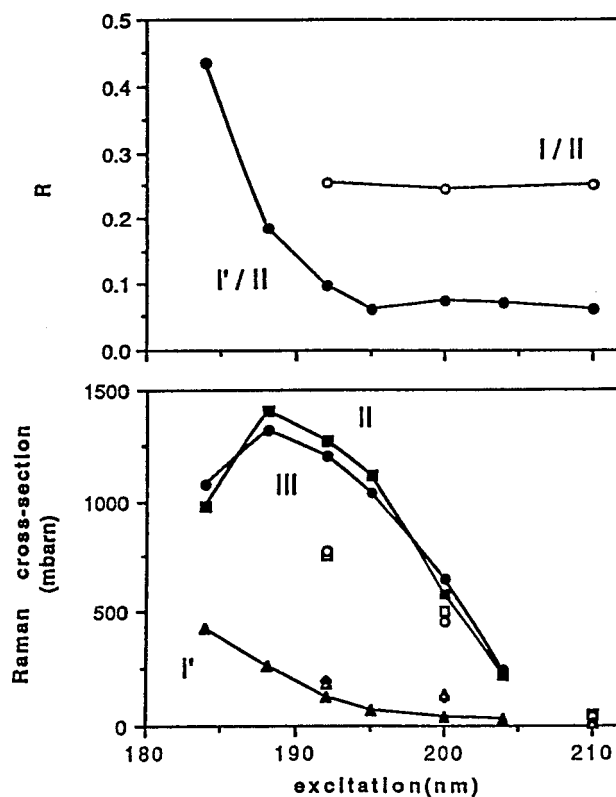 0.5
0.4
0.3
0.2
0.1
0.0
R
I / II
I' / II
1500
1000
500
0
Raman cross-section
(mbarn)
II
III
I'
180
190
200
210
excitation(nm)